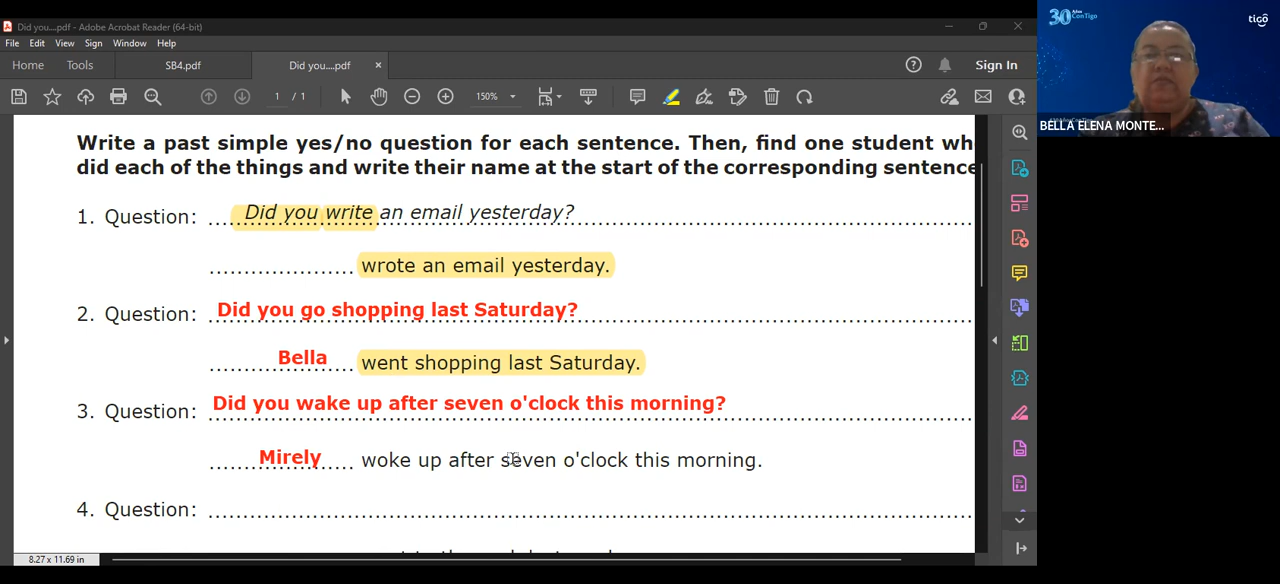 Did you....pdf - Adobe Acrobat Reader (64-bit)
File Edit View Sign Window Help
Home Tools SB4.pdf Did you....pdf × Sign In
1 / 1 150%
Write a past simple yes/no question for each sentence. Then, find one student wh
did each of the things and write their name at the start of the corresponding sentence
1. Question: Did you write an email yesterday?
wrote an email yesterday.
2. Question: Did you go shopping last Saturday?
Bella went shopping last Saturday.
3. Question: Did you wake up after seven o'clock this morning?
Mirely woke up after seven o'clock this morning.
4. Question:
8.27 x 11.69 in
30 Años ConTigo
tigo
BELLA ELENA MONTE...